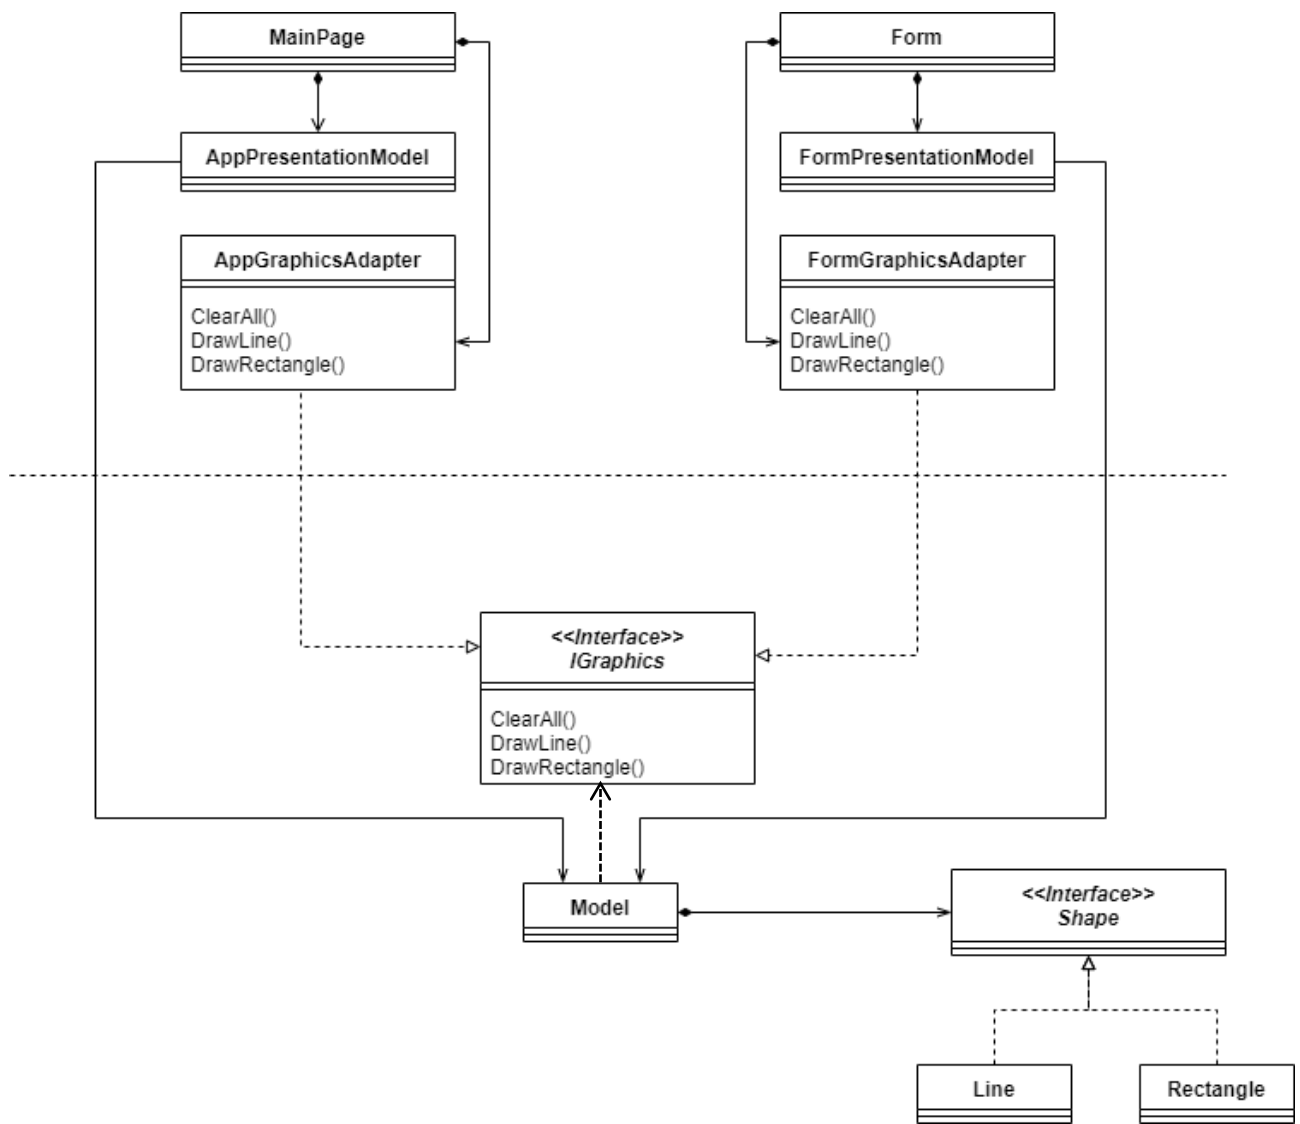 MainPage
Form
AppPresentationModel
FormPresentationModel
AppGraphicsAdapter
ClearAll()
DrawLine()
DrawRectangle()
FormGraphicsAdapter
ClearAll()
DrawLine()
DrawRectangle()
<<Interface>>
IGraphics
ClearAll()
DrawLine()
DrawRectangle()
Model
<<Interface>>
Shape
Line
Rectangle